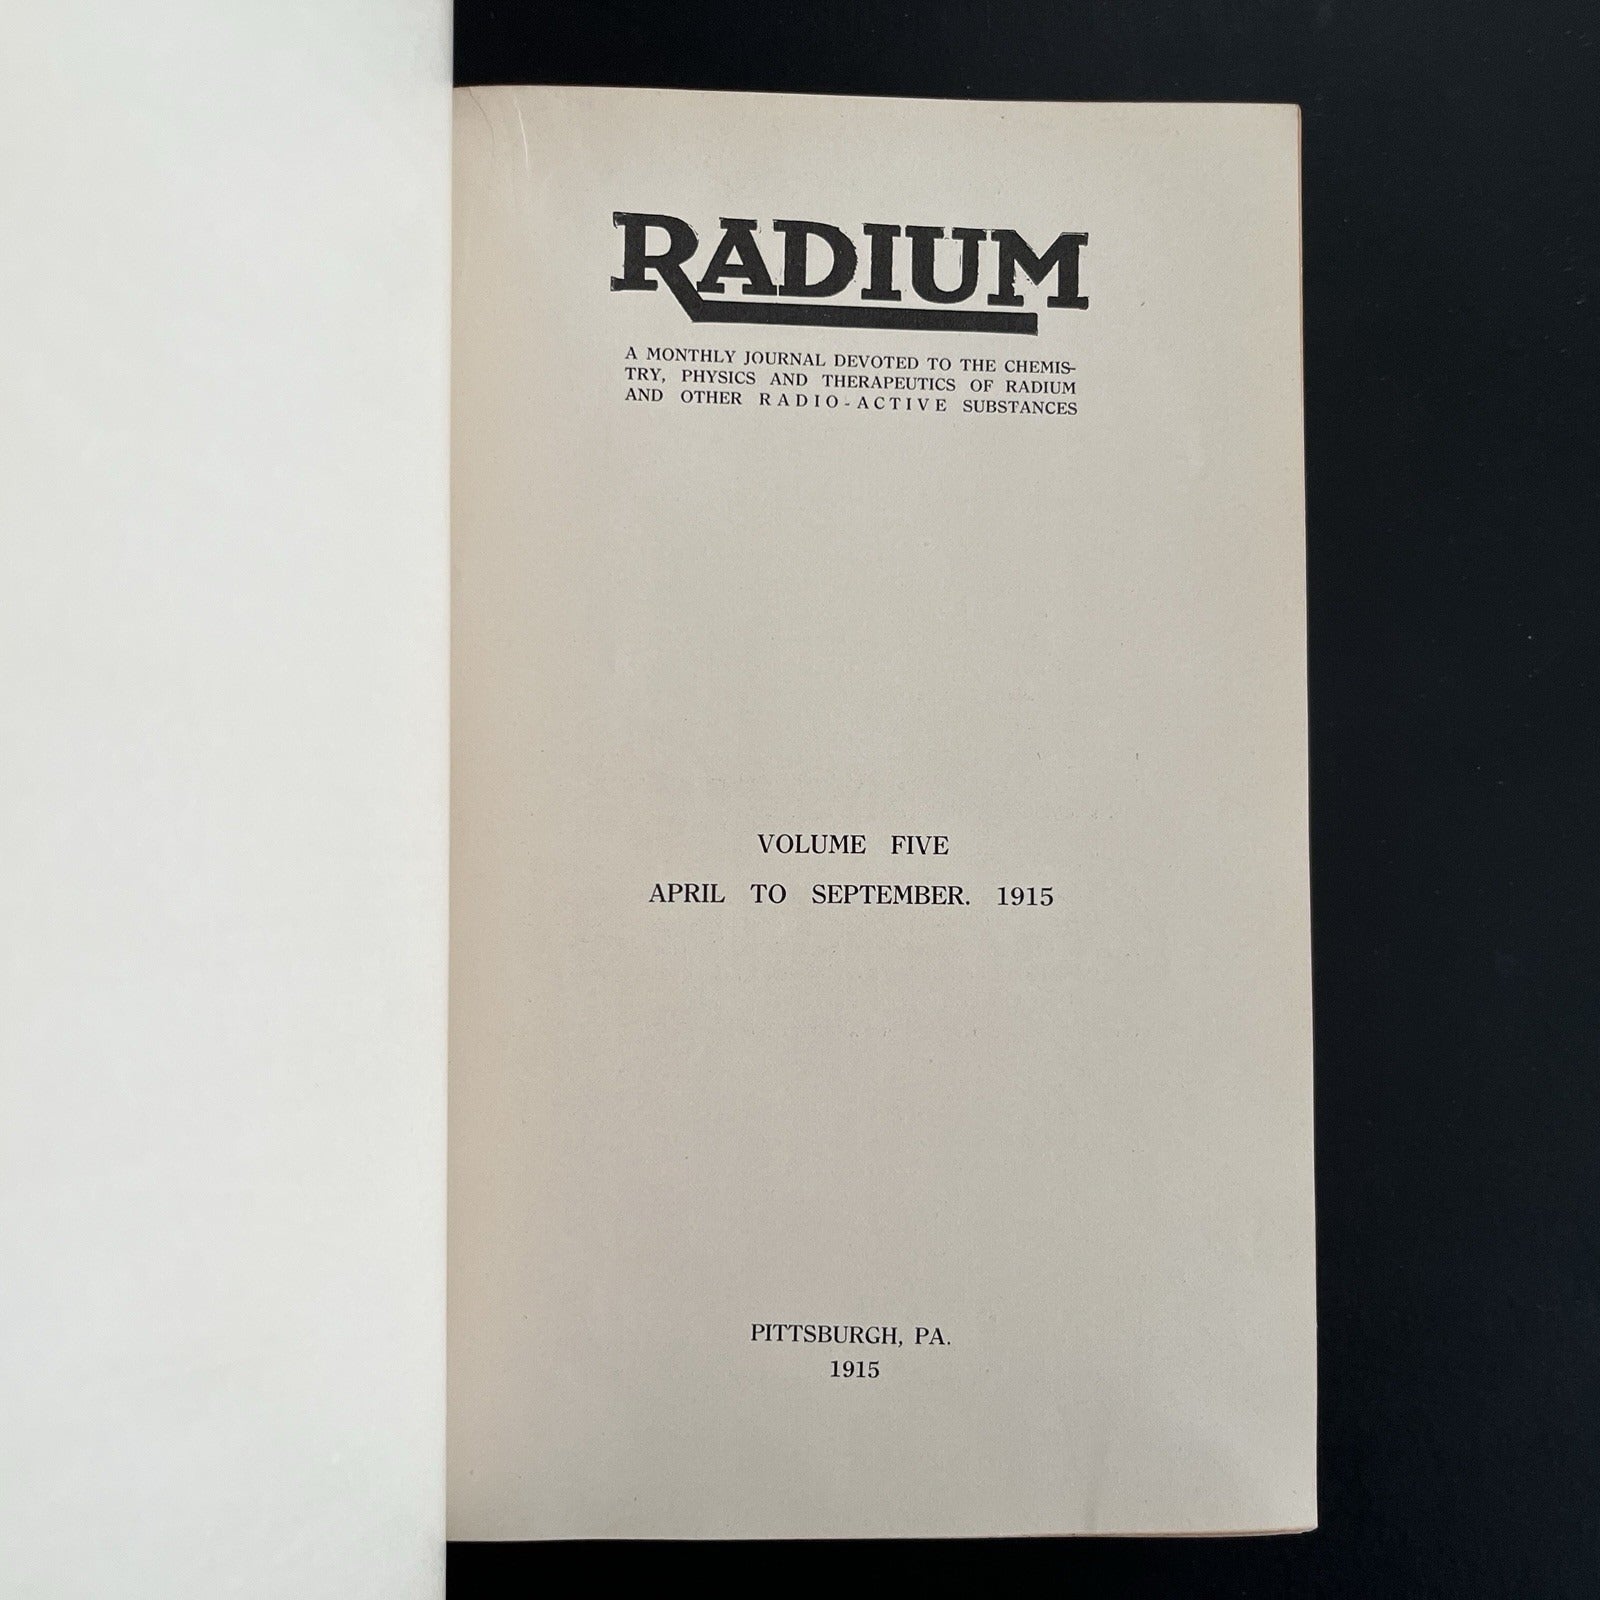 RADIUM
A MONTHLY JOURNAL DEVOTED TO THE CHEMIS-
TRY, PHYSICS AND THERAPEUTICS OF RADIUM
AND OTHER RADIO-ACTIVE SUBSTANCES
VOLUME FIVE
APRIL TO SEPTEMBER. 1915
PITTSBURGH, PA.
1915